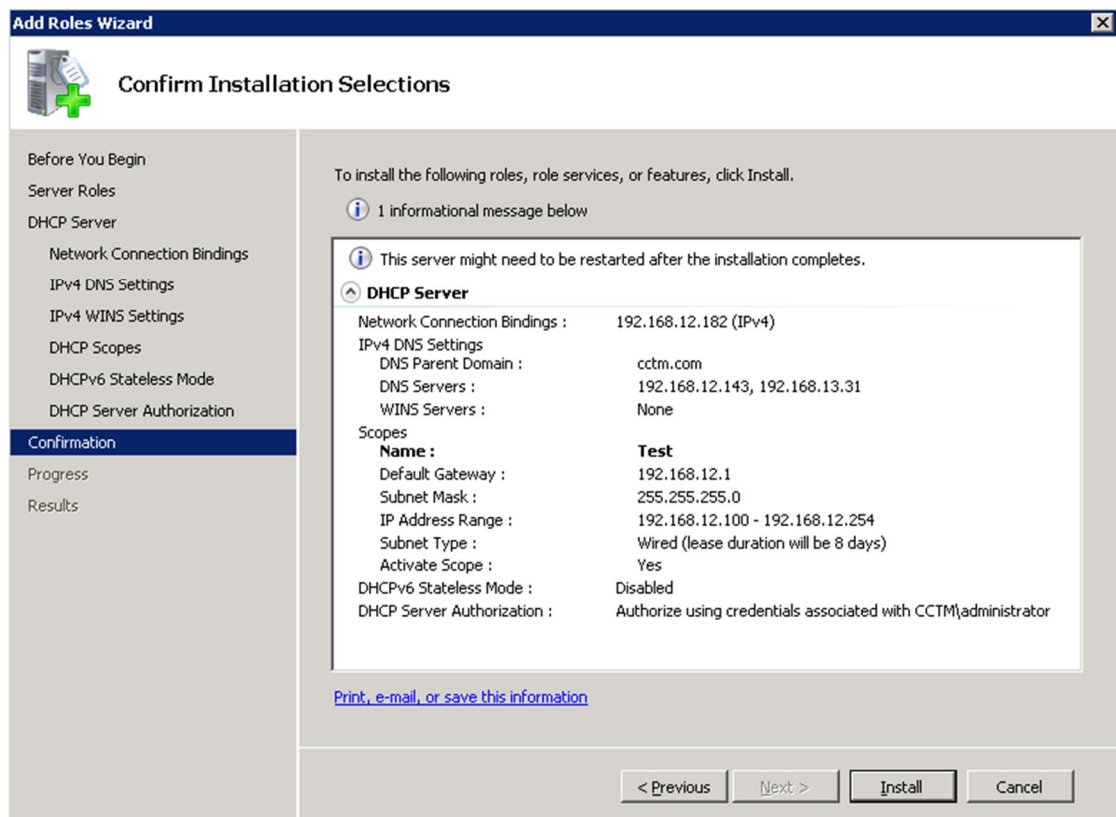 Add Roles Wizard
Confirm Installation Selections
Before You Begin
Server Roles
DHCP Server
Network Connection Bindings
IPv4 DNS Settings
IPv4 WINS Settings
DHCP Scopes
DHCPv6 Stateless Mode
DHCP Server Authorization
Confirmation
Progress
Results
To install the following roles, role services, or features, click Install.
1 informational message below
This server might need to be restarted after the installation completes.
DHCP Server
Network Connection Bindings : 192.168.12.182 (IPv4)
IPv4 DNS Settings
DNS Parent Domain : cctm.com
DNS Servers : 192.168.12.143, 192.168.13.31
WINS Servers : None
Scopes
Name : Test
Default Gateway : 192.168.12.1
Subnet Mask : 255.255.255.0
IP Address Range : 192.168.12.100 - 192.168.12.254
Subnet Type : Wired (lease duration will be 8 days)
Activate Scope : Yes
DHCPv6 Stateless Mode : Disabled
DHCP Server Authorization : Authorize using credentials associated with CCTM\administrator
Print, e-mail, or save this information
< Previous Next > Install Cancel